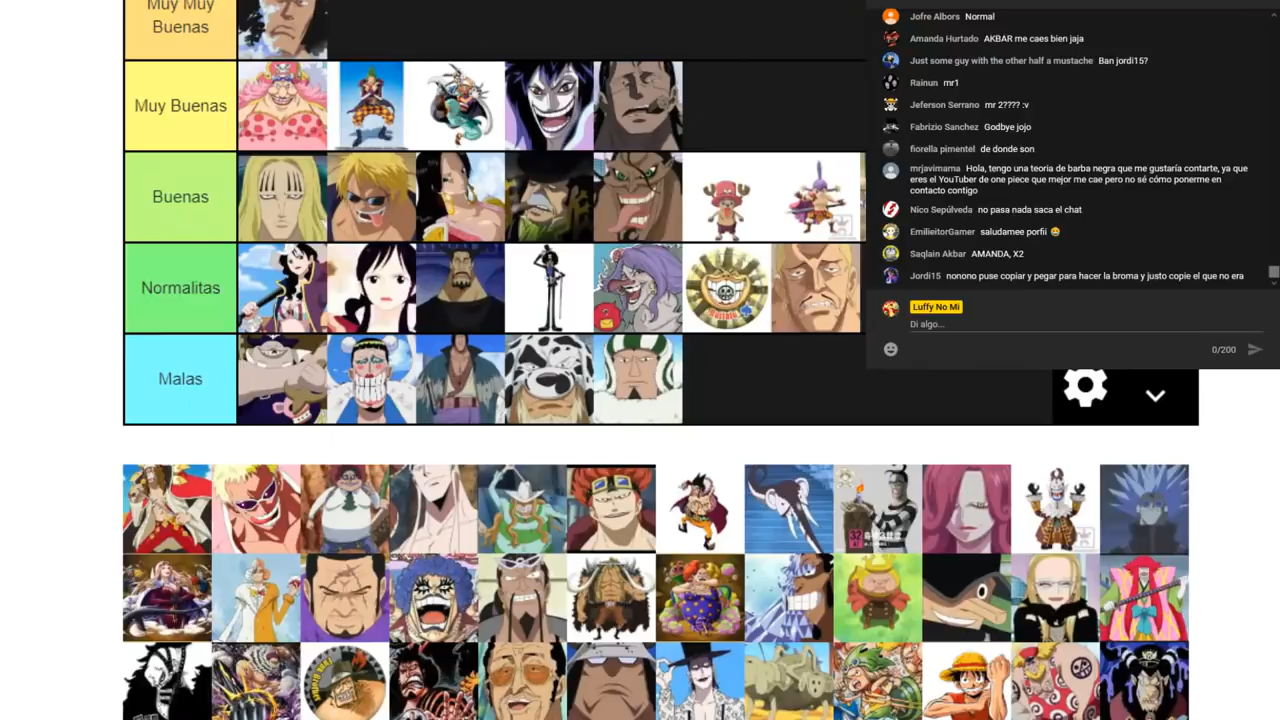 Muy Muy
Buenas
Muy Buenas
Buenas
Normalitas
Malas
Jofre Albors Normal
Amanda Hurtado AKBAR me caes bien jaja
Just some guy with the other half a mustache Ban jordi15?
Rainun mr1
Jeferson Serrano mr 2???? :v
Fabrizio Sanchez Godbye jojo
fiorella pimentel de donde son
mrjavimama Hola, tengo una teoria de barba negra que me gustaría contarte, ya que
eres el YouTuber de one piece que mejor me cae pero no sé cómo ponerme en
contacto contigo
Nico Sepúlveda no pasa nada saca el chat
EmilieitorGamer saludamee porfii 😄
Saqlain Akbar AMANDA, X2
Jordi15 nonono puse copiar y pegar para hacer la broma y justo copie el que no era
Luffy No Mi
Di algo...
0/200